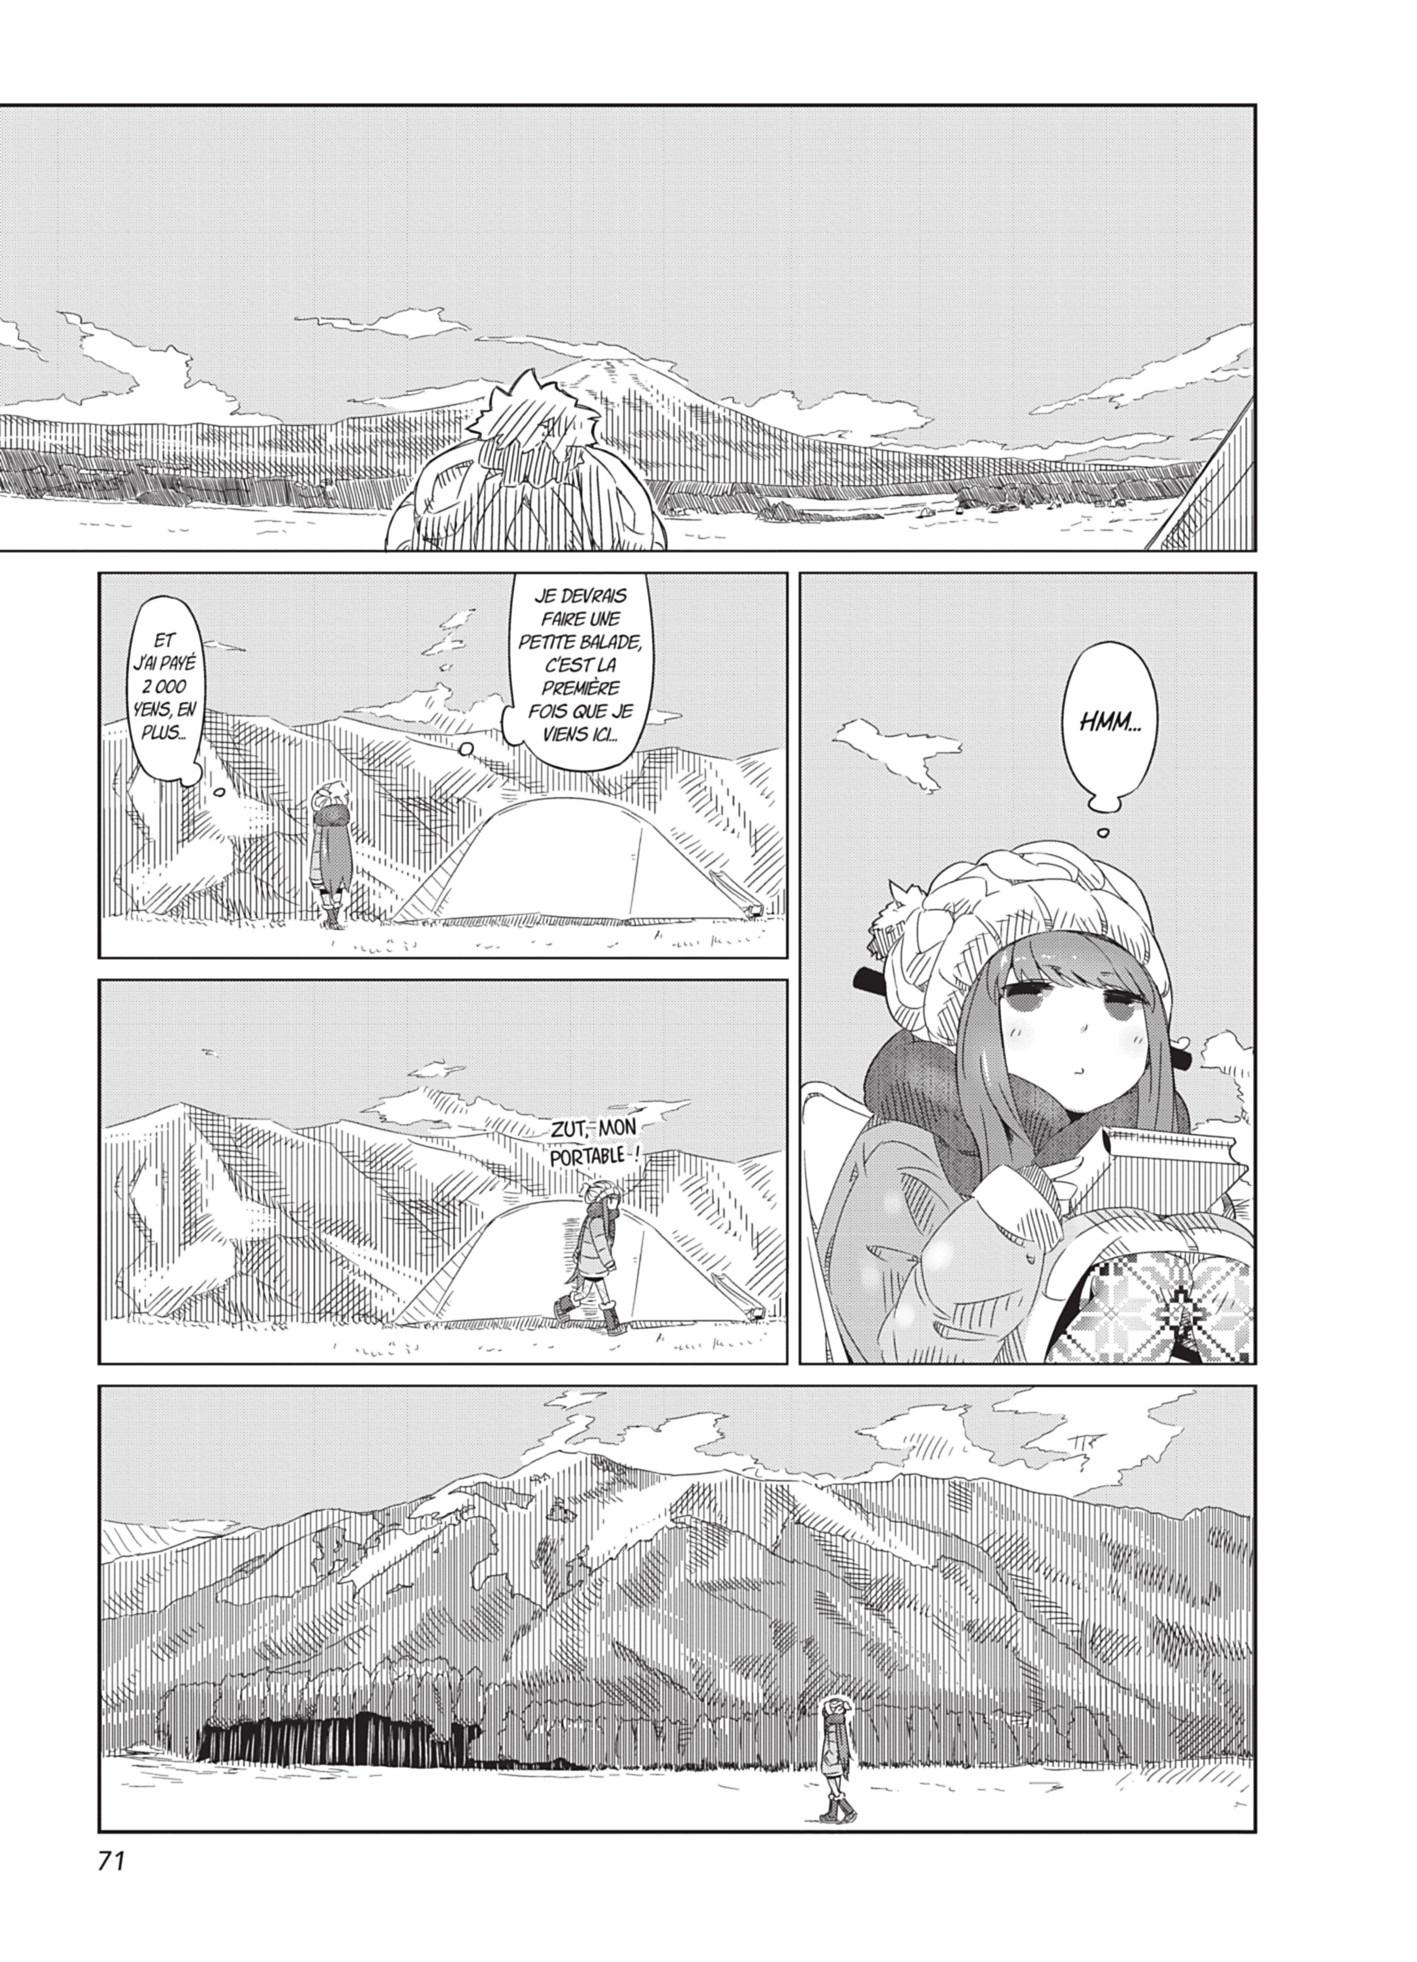 HMM...
JE DEVRAIS
FAIRE UNE
PETITE BALADE,
C'EST LA
PREMIÈRE
FOIS QUE JE
VIENS ICI...
ET
J'AI PAYÉ
2 000
YENS, EN
PLUS...
ZUT, MON
PORTABLE !
71